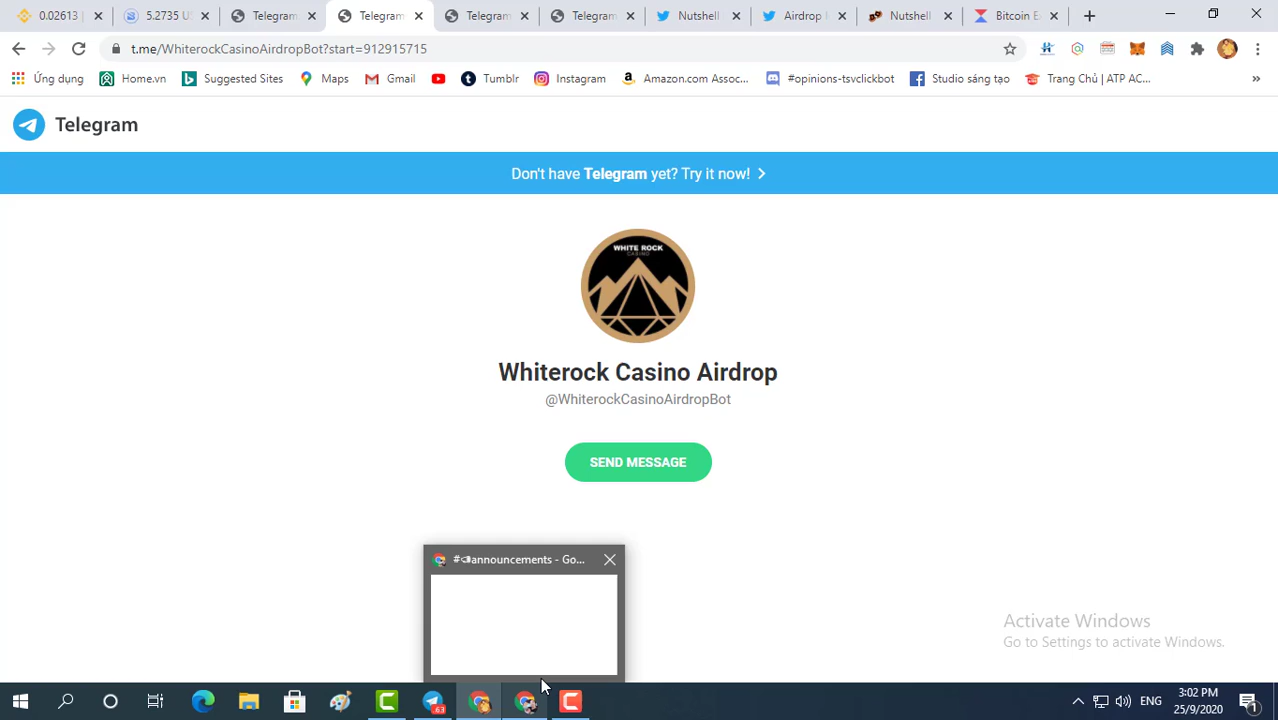 0.02613 |
5.2735 U
Telegram
Telegram
Telegram
Telegram
Nutshell
Airdrop
Nutshell
Bitcoin E
t.me/WhiterockCasinoAirdropBot?start=912915715
Ứng dụng
Home.vn
Suggested Sites
Maps
Gmail
Tumblr
Instagram
Amazon.com Assoc...
#opinions-tsvclickbot
Studio sáng tạo
Trang Chủ | ATP AC...
»
Telegram
Don't have Telegram yet? Try it now!
WHITE ROCK
CASINO
Whiterock Casino Airdrop
@WhiterockCasinoAirdropBot
SEND MESSAGE
#📣announcements - Go...
Activate Windows
Go to Settings to activate Windows.
63
ENG
3:02 PM
25/9/2020
1